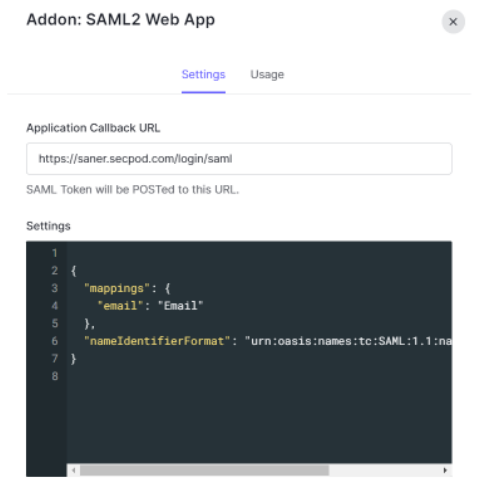 Addon: SAML2 Web App
Settings Usage
Application Callback URL
https://saner.secpod.com/login/saml
SAML Token will be POSTed to this URL.
Settings
1
2 {
3 "mappings": {
4 "email": "Email"
5 },
6 "nameIdentifierFormat": "urn:oasis:names:tc:SAML:1.1:na
7 }
8